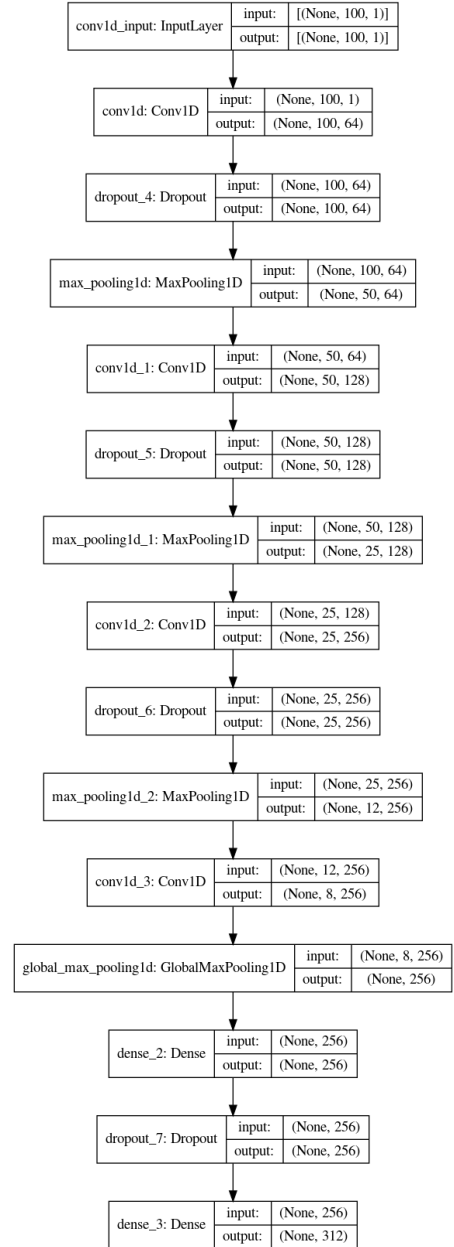 conv1d_input: InputLayer input: [(None, 100, 1)]
output: [(None, 100, 1)]
conv1d: Conv1D input: (None, 100, 1)
output: (None, 100, 64)
dropout_4: Dropout input: (None, 100, 64)
output: (None, 100, 64)
max_pooling1d: MaxPooling1D input: (None, 100, 64)
output: (None, 50, 64)
conv1d_1: Conv1D input: (None, 50, 64)
output: (None, 50, 128)
dropout_5: Dropout input: (None, 50, 128)
output: (None, 50, 128)
max_pooling1d_1: MaxPooling1D input: (None, 50, 128)
output: (None, 25, 128)
conv1d_2: Conv1D input: (None, 25, 128)
output: (None, 25, 256)
dropout_6: Dropout input: (None, 25, 256)
output: (None, 25, 256)
max_pooling1d_2: MaxPooling1D input: (None, 25, 256)
output: (None, 12, 256)
conv1d_3: Conv1D input: (None, 12, 256)
output: (None, 8, 256)
global_max_pooling1d: GlobalMaxPooling1D input: (None, 8, 256)
output: (None, 256)
dense_2: Dense input: (None, 256)
output: (None, 256)
dropout_7: Dropout input: (None, 256)
output: (None, 256)
dense_3: Dense input: (None, 256)
output: (None, 312)